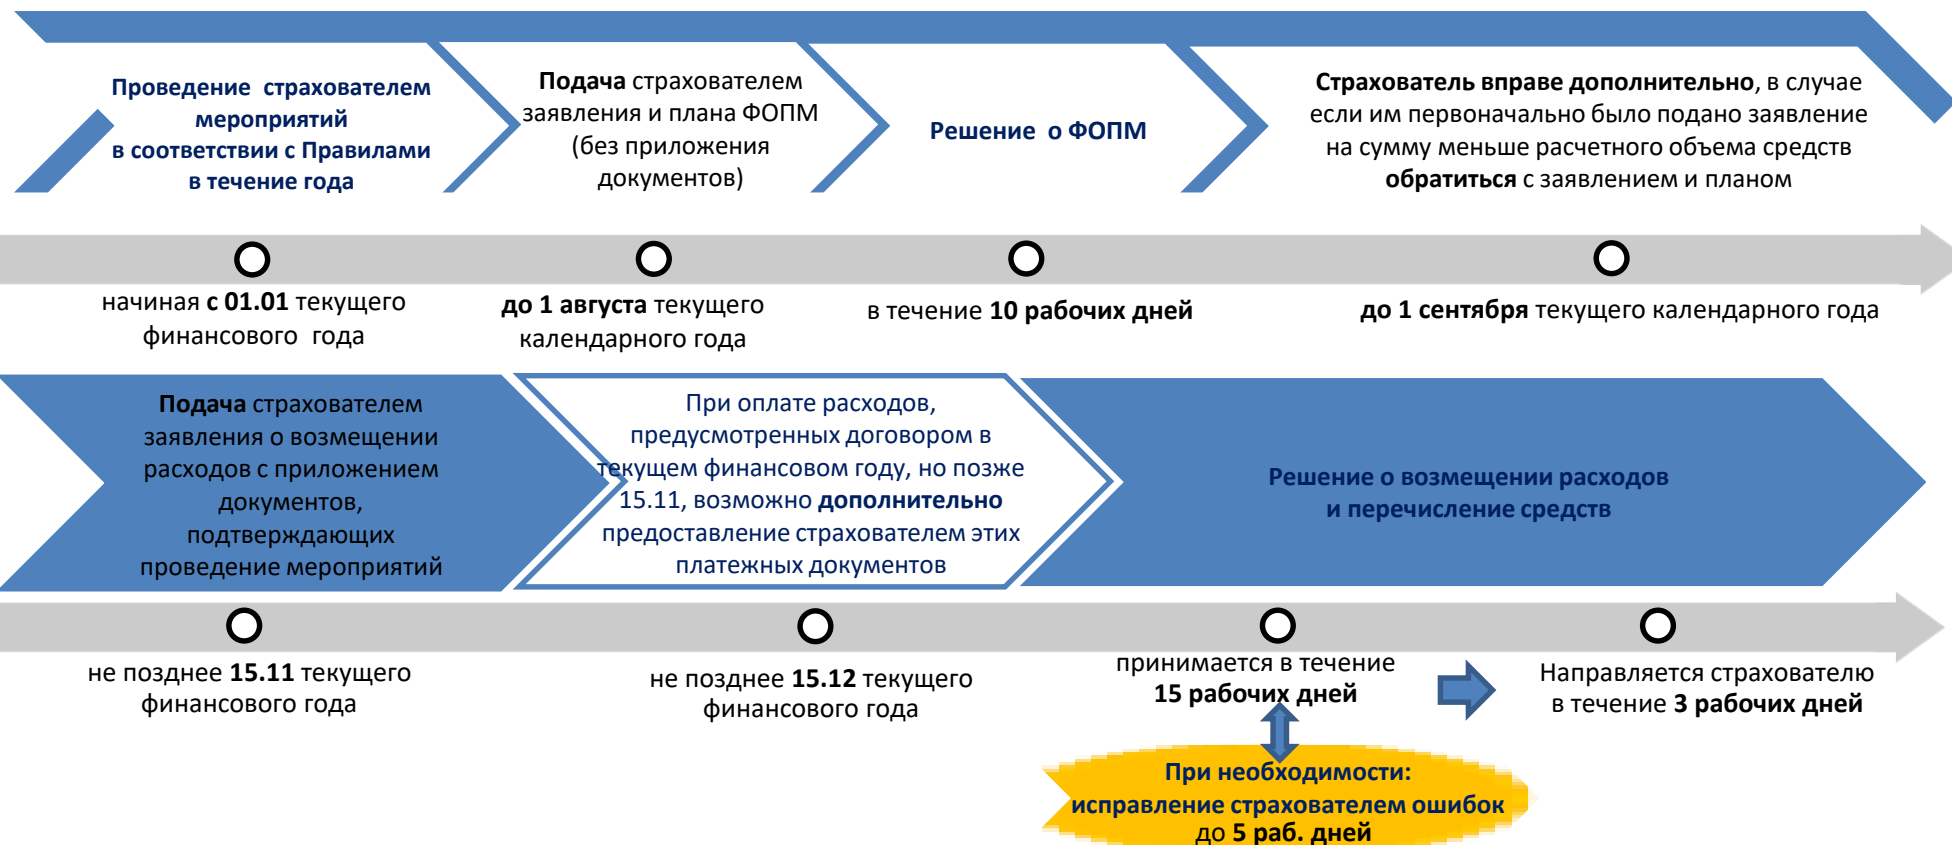 Проведение страхователем
мероприятий
в соответствии с Правилами
в течение года
Подача страхователем
заявления и плана ФОПМ
(без приложения
документов)
Решение о ФОПМ
Страхователь вправе дополнительно, в случае
если им первоначально было подано заявление
на сумму меньше расчетного объема средств
обратиться с заявлением и планом
начиная с 01.01 текущего
финансового года
до 1 августа текущего
календарного года
в течение 10 рабочих дней
до 1 сентября текущего календарного года
Подача страхователем
заявления о возмещении
расходов с приложением
документов,
подтверждающих
проведение мероприятий
При оплате расходов,
предусмотренных договором в
текущем финансовом году, но позже
15.11, возможно дополнительно
предоставление страхователем этих
платежных документов
Решение о возмещении расходов
и перечисление средств
не позднее 15.11 текущего
финансового года
не позднее 15.12 текущего
финансового года
принимается в течение
15 рабочих дней
Направляется страхователю
в течение 3 рабочих дней
При необходимости:
исправление страхователем ошибок
до 5 раб. дней